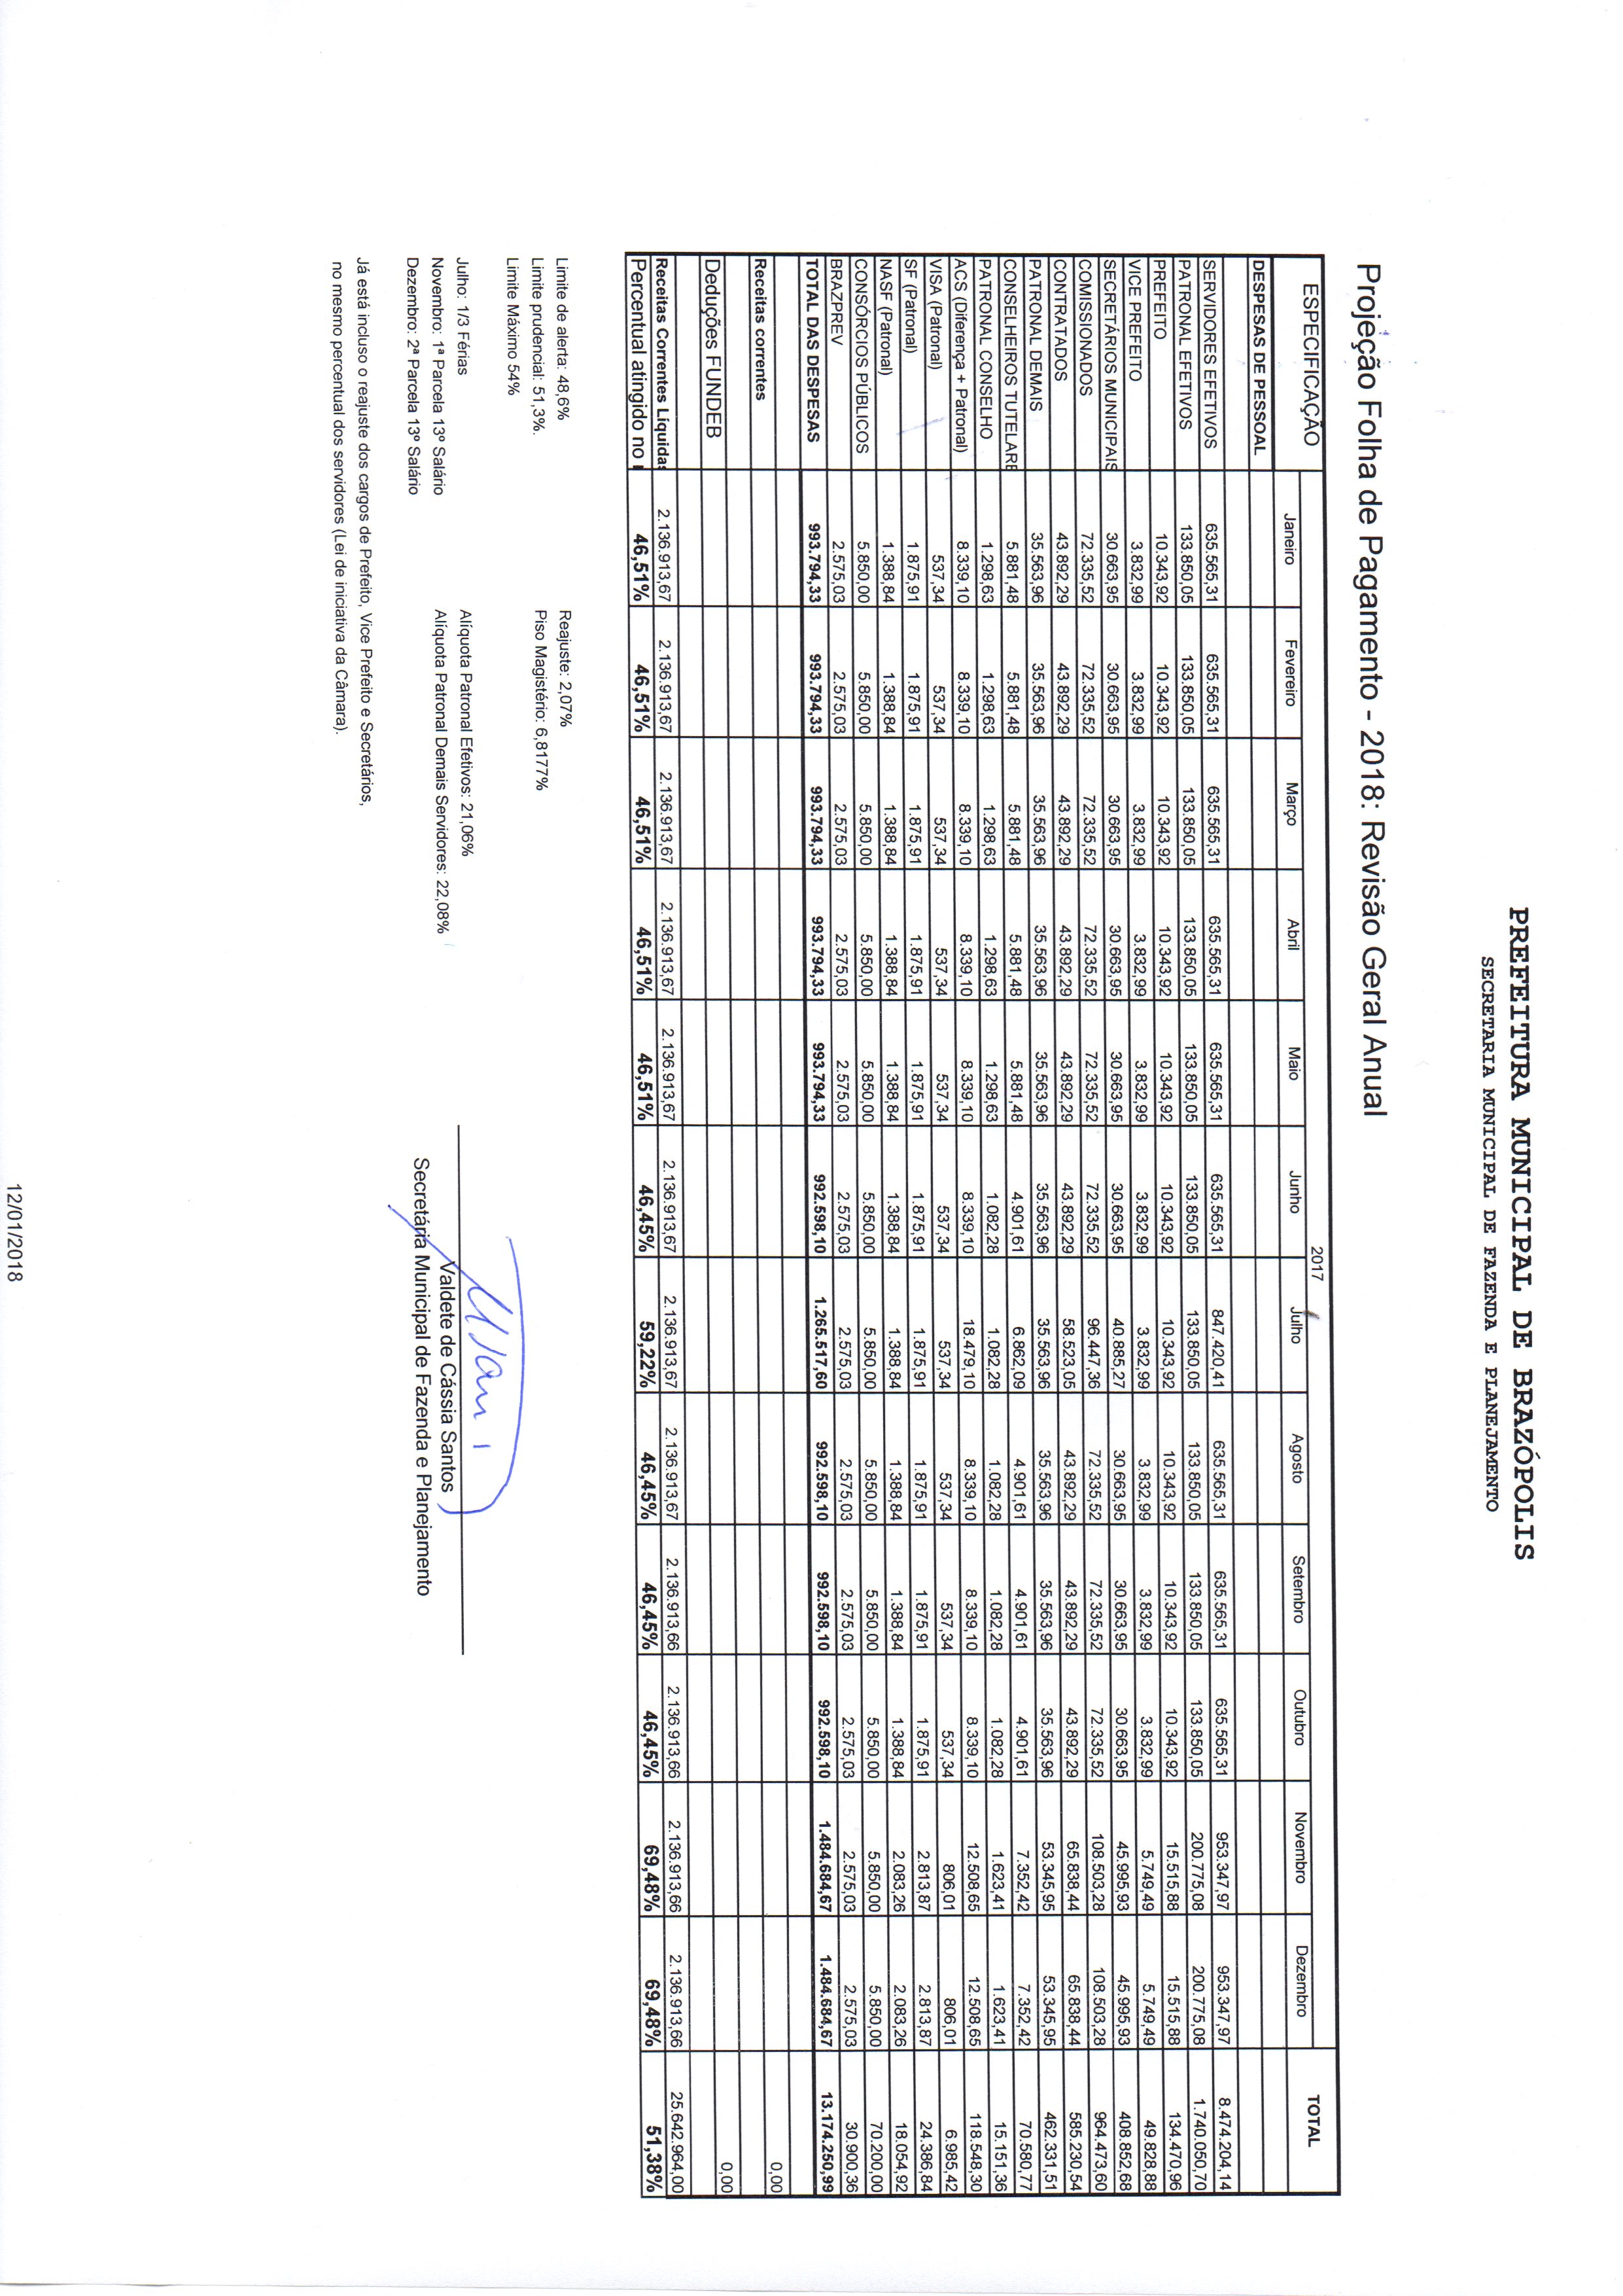 PREFEITURA MUNICIPAL DE BRAZÓPOLIS
SECRETARIA MUNICIPAL DE FAZENDA E PLANEJAMENTO
Projeção Folha de Pagamento - 2018: Revisão Geral Anual
ESPECIFICAÇÃO 2017 TOTAL
Janeiro Fevereiro Março Abril Maio Junho Julho Agosto Setembro Outubro Novembro Dezembro
DESPESAS DE PESSOAL
SERVIDORES EFETIVOS 635.565,31 635.565,31 635.565,31 635.565,31 635.565,31 635.565,31 847.420,41 635.565,31 635.565,31 635.565,31 953.347,97 953.347,97 8.474.204,14
PATRONAL EFETIVOS 133.850,05 133.850,05 133.850,05 133.850,05 133.850,05 133.850,05 133.850,05 133.850,05 133.850,05 133.850,05 200.775,08 200.775,08 1.740.050,70
PREFEITO 10.343,92 10.343,92 10.343,92 10.343,92 10.343,92 10.343,92 10.343,92 10.343,92 10.343,92 10.343,92 15.515,88 15.515,88 134.470,96
VICE PREFEITO 3.832,99 3.832,99 3.832,99 3.832,99 3.832,99 3.832,99 3.832,99 3.832,99 3.832,99 3.832,99 5.749,49 5.749,49 49.828,88
SECRETÁRIOS MUNICIPAIS 30.663,95 30.663,95 30.663,95 30.663,95 30.663,95 30.663,95 40.885,27 30.663,95 30.663,95 30.663,95 45.995,93 45.995,93 408.852,68
COMISSIONADOS 72.335,52 72.335,52 72.335,52 72.335,52 72.335,52 72.335,52 96.447,36 72.335,52 72.335,52 72.335,52 108.503,28 108.503,28 964.473,60
CONTRATADOS 43.892,29 43.892,29 43.892,29 43.892,29 43.892,29 43.892,29 58.523,05 43.892,29 43.892,29 43.892,29 65.838,44 65.838,44 585.230,54
PATRONAL DEMAIS 35.563,96 35.563,96 35.563,96 35.563,96 35.563,96 35.563,96 35.563,96 35.563,96 35.563,96 35.563,96 53.345,95 53.345,95 462.331,51
CONSELHEIROS TUTELARE 5.881,48 5.881,48 5.881,48 5.881,48 5.881,48 4.901,61 6.862,09 4.901,61 4.901,61 4.901,61 7.352,42 7.352,42 70.580,77
PATRONAL CONSELHO 1.298,63 1.298,63 1.298,63 1.298,63 1.298,63 1.082,28 1.082,28 1.082,28 1.082,28 1.082,28 1.623,41 1.623,41 15.151,36
ACS (Diferença + Patronal) 8.339,10 8.339,10 8.339,10 8.339,10 8.339,10 8.339,10 18.479,10 8.339,10 8.339,10 8.339,10 12.508,65 12.508,65 118.548,30
VISA (Patronal) 537,34 537,34 537,34 537,34 537,34 537,34 537,34 537,34 537,34 537,34 806,01 806,01 6.985,42
SF (Patronal) 1.875,91 1.875,91 1.875,91 1.875,91 1.875,91 1.875,91 1.875,91 1.875,91 1.875,91 1.875,91 2.813,87 2.813,87 24.386,84
NASF (Patronal) 1.388,84 1.388,84 1.388,84 1.388,84 1.388,84 1.388,84 1.388,84 1.388,84 1.388,84 1.388,84 2.083,26 2.083,26 18.054,92
CONSÓRCIOS PÚBLICOS 5.850,00 5.850,00 5.850,00 5.850,00 5.850,00 5.850,00 5.850,00 5.850,00 5.850,00 5.850,00 5.850,00 5.850,00 70.200,00
BRAZPREV 2.575,03 2.575,03 2.575,03 2.575,03 2.575,03 2.575,03 2.575,03 2.575,03 2.575,03 2.575,03 2.575,03 2.575,03 30.900,36
TOTAL DAS DESPESAS 993.794,33 993.794,33 993.794,33 993.794,33 993.794,33 992.598,10 1.265.517,60 992.598,10 992.598,10 992.598,10 1.484.684,67 1.484.684,67 13.174.250,99
Receitas correntes 0,00
Deduções FUNDEB 0,00
Receitas Correntes Líquidas 2.136.913,67 2.136.913,67 2.136.913,67 2.136.913,67 2.136.913,67 2.136.913,67 2.136.913,67 2.136.913,67 2.136.913,66 2.136.913,66 2.136.913,66 2.136.913,66 25.642.964,00
Percentual atingido no 46,51% 46,51% 46,51% 46,51% 46,51% 46,45% 59,22% 46,45% 46,45% 46,45% 69,48% 69,48% 51,38%
Limite de alerta: 48,6% Reajuste: 2,07%
Limite prudencial: 51,3%. Piso Magistério: 6,8177%
Limite Máximo 54%
Julho: 1/3 Férias Alíquota Patronal Efetivos: 21,06%
Novembro: 1ª Parcela 13º Salário Alíquota Patronal Demais Servidores: 22,08%
Dezembro: 2ª Parcela 13º Salário
Valdete de Cássia Santos
Secretária Municipal de Fazenda e Planejamento
Já está incluso o reajuste dos cargos de Prefeito, Vice Prefeito e Secretários,
no mesmo percentual dos servidores (Lei de iniciativa da Câmara).
12/01/2018